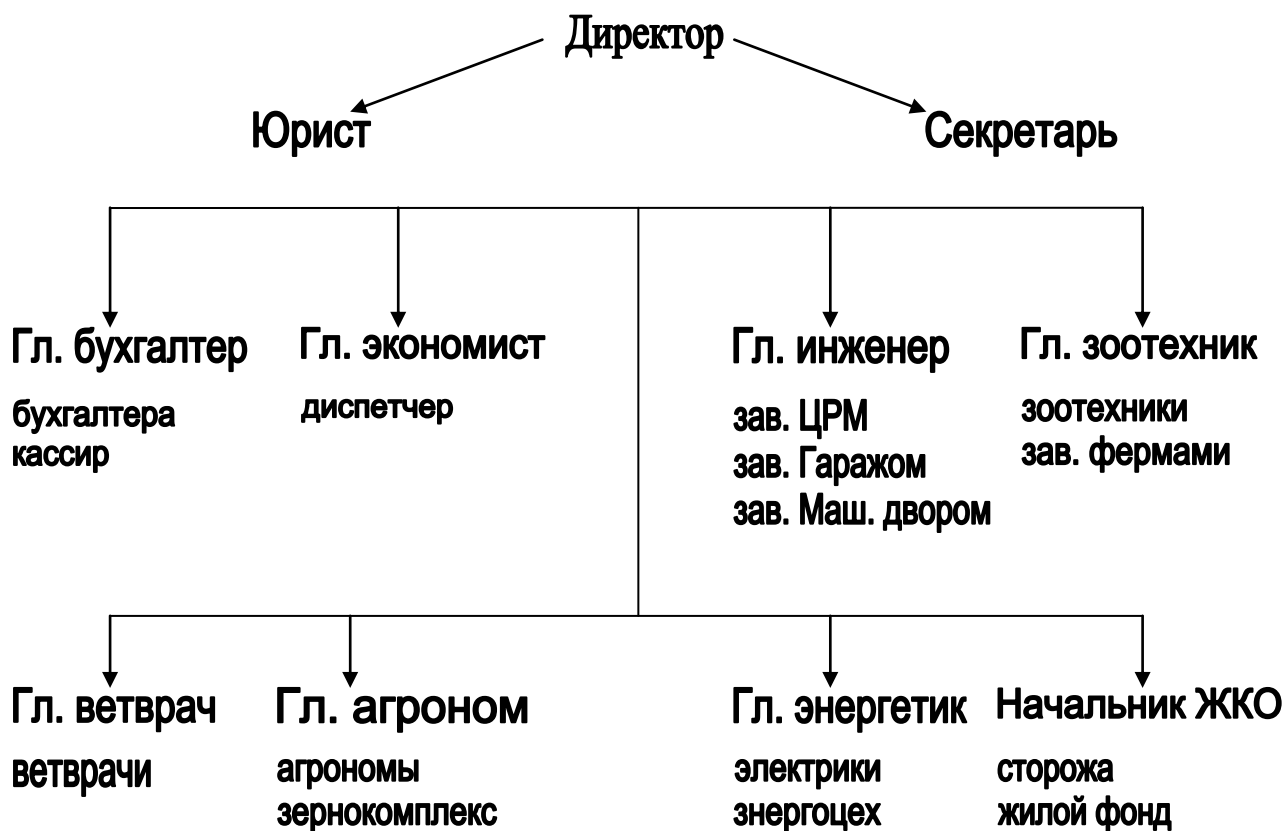 Директор
Юрист
Секретарь
Гл. бухгалтер
бухгалтера
кассир
Гл. экономист
диспетчер
Гл. инженер
зав. ЦРМ
зав. Гаражом
зав. Маш. двором
Гл. зоотехник
зоотехники
зав. фермами
Гл. ветврач
ветврачи
Гл. агроном
агрономы
зернокомплекс
Гл. энергетик
электрики
знергоцех
Начальник ЖКО
сторожа
жилой фонд